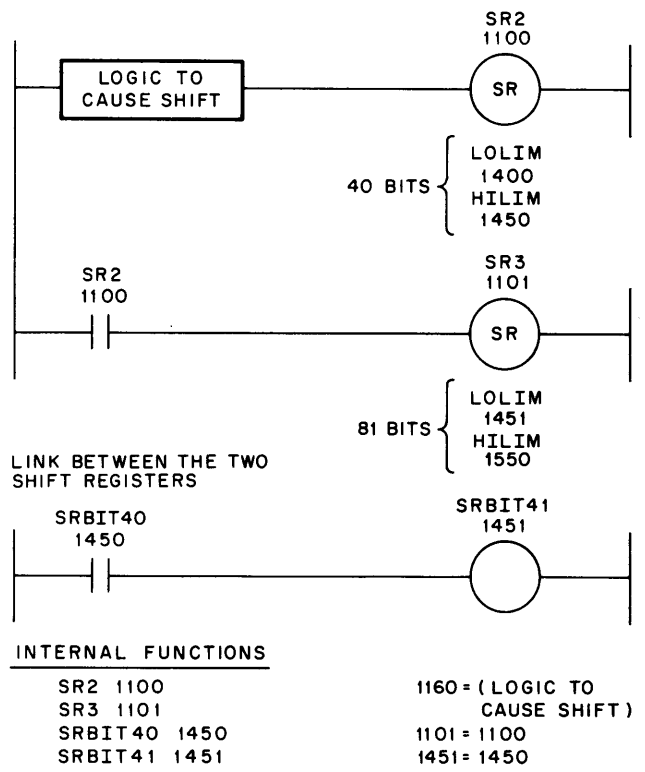 SR2
1100
LOGIC TO
CAUSE SHIFT
SR
40 BITS
LOLIM
1400
HILIM
1450
SR2
1100
SR3
1101
SR
81 BITS
LOLIM
1451
HILIM
1550
LINK BETWEEN THE TWO
SHIFT REGISTERS
SRBIT40
1450
SRBIT41
1451
INTERNAL FUNCTIONS
SR2 1100
SR3 1101
SRBIT40 1450
SRBIT41 1451
1160 = (LOGIC TO
CAUSE SHIFT)
1101 = 1100
1451 = 1450